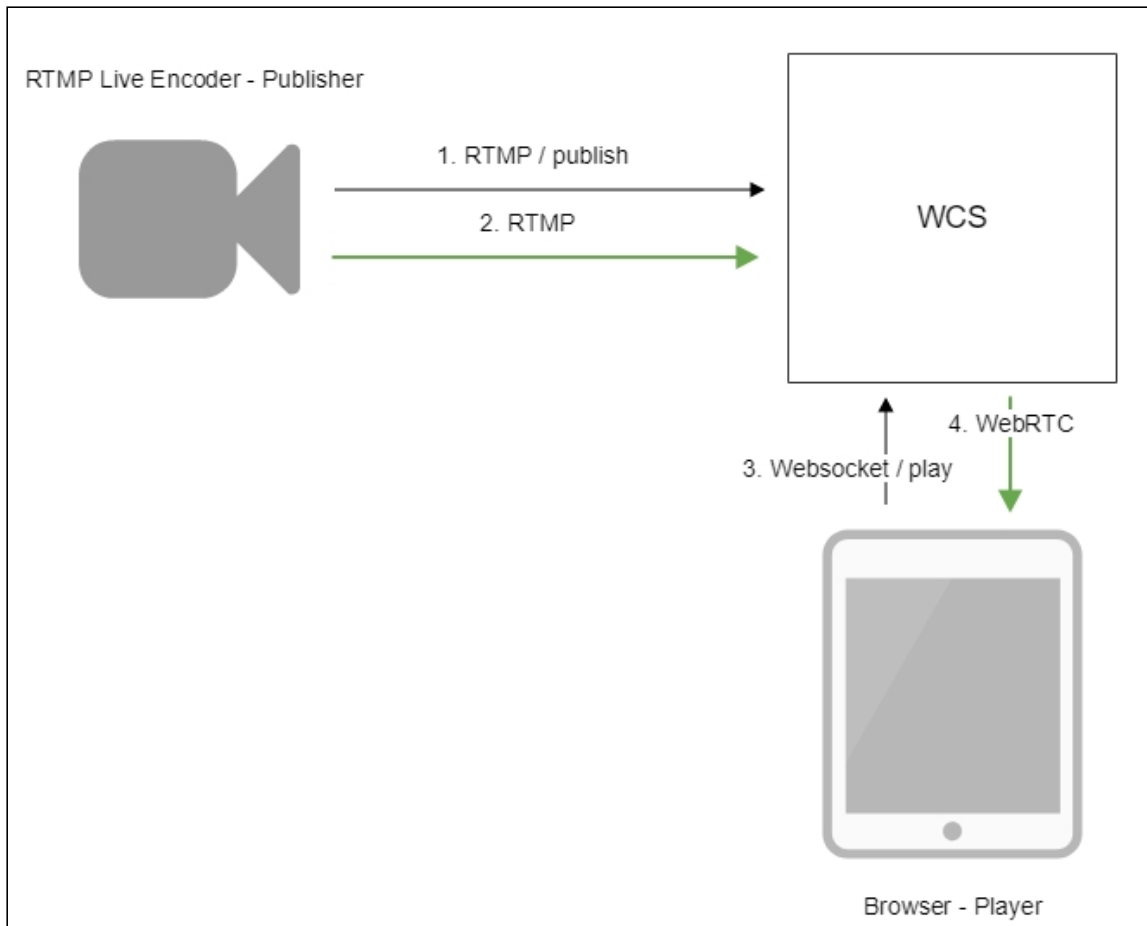 RTMP Live Encoder - Publisher
1. RTMP / publish
2. RTMP
WCS
4. WebRTC
3. Websocket / play
Browser - Player